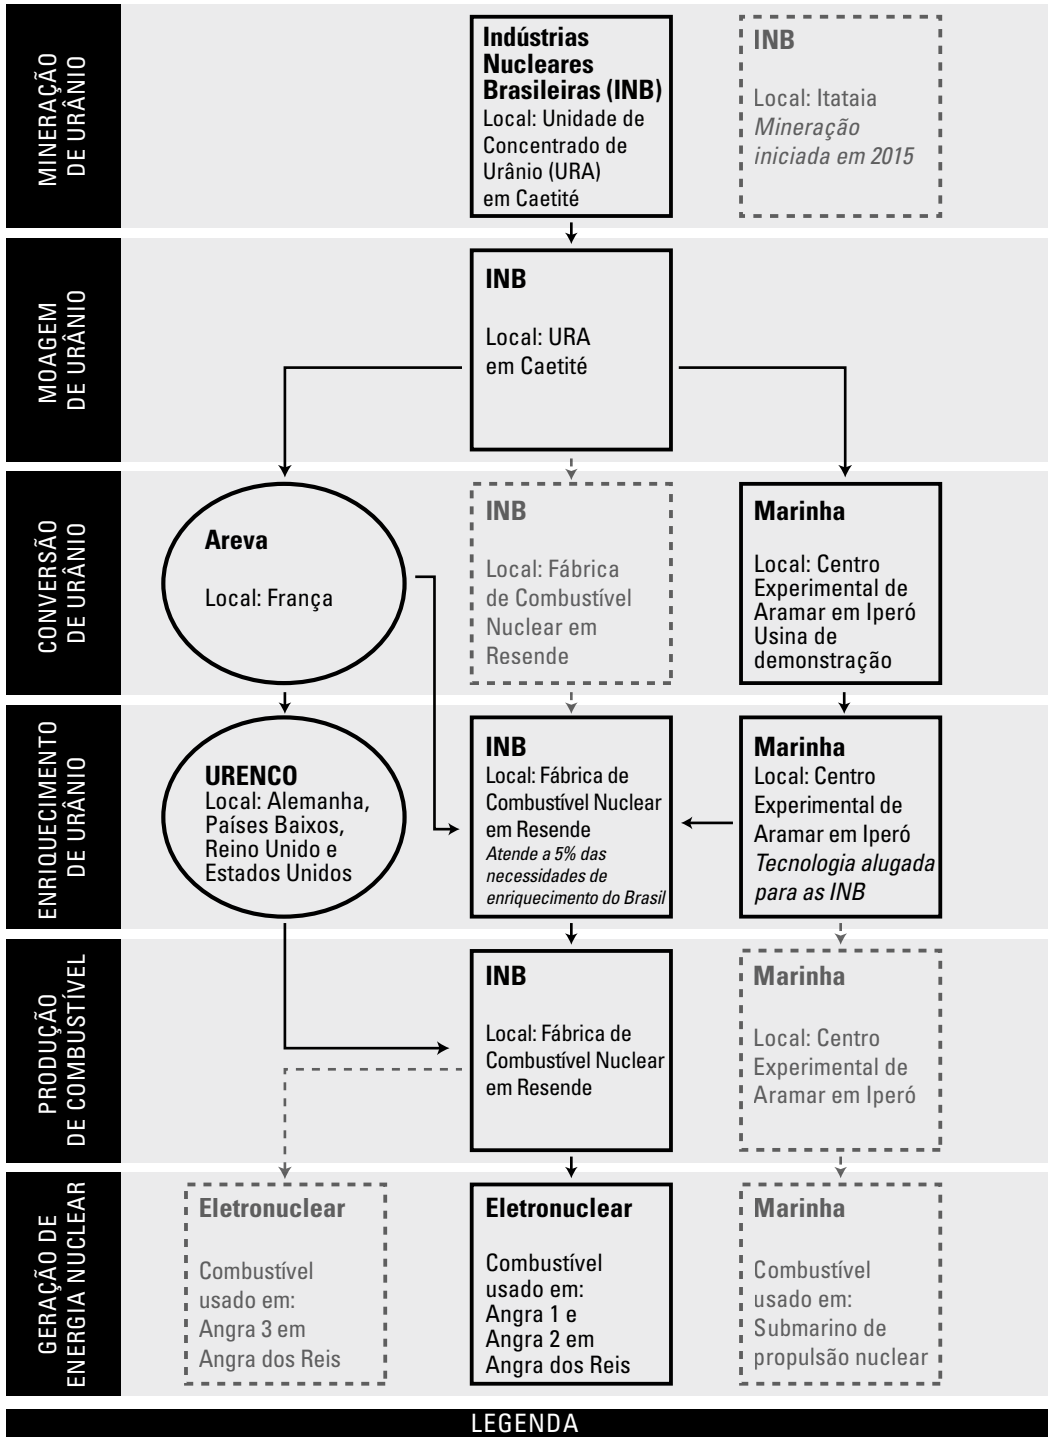 MINERAÇÃO
DE URÂNIO
Indústrias
Nucleares
Brasileiras (INB)
Local: Unidade de
Concentrado de
Urânio (URA)
em Caetité
INB
Local: Itataia
Mineração
iniciada em 2015
MOAGEM
DE URÂNIO
INB
Local: URA
em Caetité
CONVERSÃO
DE URÂNIO
Areva
Local: França
INB
Local: Fábrica
de Combustível
Nuclear em
Resende
Marinha
Local: Centro
Experimental de
Aramar em Iperó
Usina de
demonstração
ENRIQUECIMENTO
DE URÂNIO
URENCO
Local: Alemanha,
Países Baixos,
Reino Unido e
Estados Unidos
INB
Local: Fábrica de
Combustível Nuclear
em Resende
Atende a 5% das
necessidades de
enriquecimento do Brasil
Marinha
Local: Centro
Experimental de
Aramar em Iperó
Tecnologia alugada
para as INB
PRODUÇÃO
DE COMBUSTÍVEL
INB
Local: Fábrica de
Combustível Nuclear
em Resende
Marinha
Local: Centro
Experimental de
Aramar em Iperó
GERAÇÃO DE
ENERGIA NUCLEAR
Eletronuclear
Combustível
usado em:
Angra 3 em
Angra dos Reis
Eletronuclear
Combustível
usado em:
Angra 1 e
Angra 2 em
Angra dos Reis
Marinha
Combustível
usado em:
Submarino de
propulsão nuclear
LEGENDA